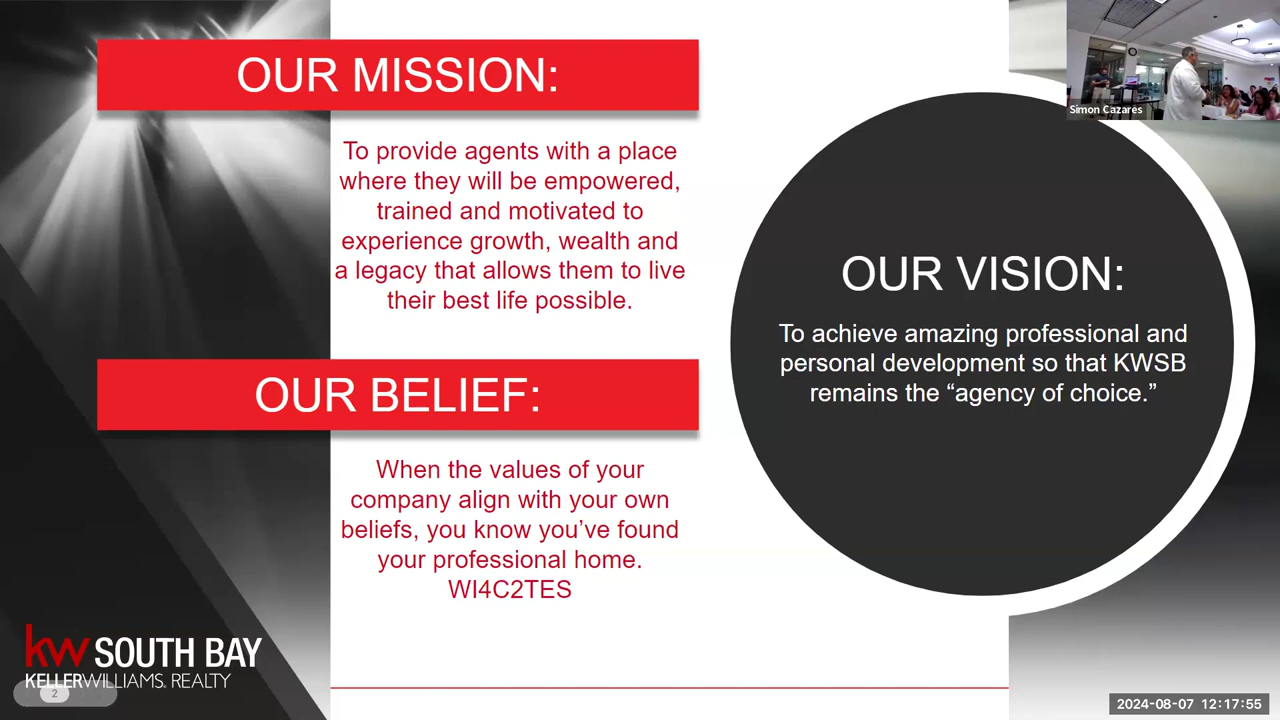 OUR MISSION:
To provide agents with a place
where they will be empowered,
trained and motivated to
experience growth, wealth and
a legacy that allows them to live
their best life possible.
OUR BELIEF:
When the values of your
company align with your own
beliefs, you know you’ve found
your professional home.
WI4C2TES
OUR VISION:
To achieve amazing professional and
personal development so that KWSB
remains the “agency of choice.”
Simon Cazares
kw SOUTH BAY
KELLERWILLIAMS. REALTY
2
2024-08-07 12:17:55